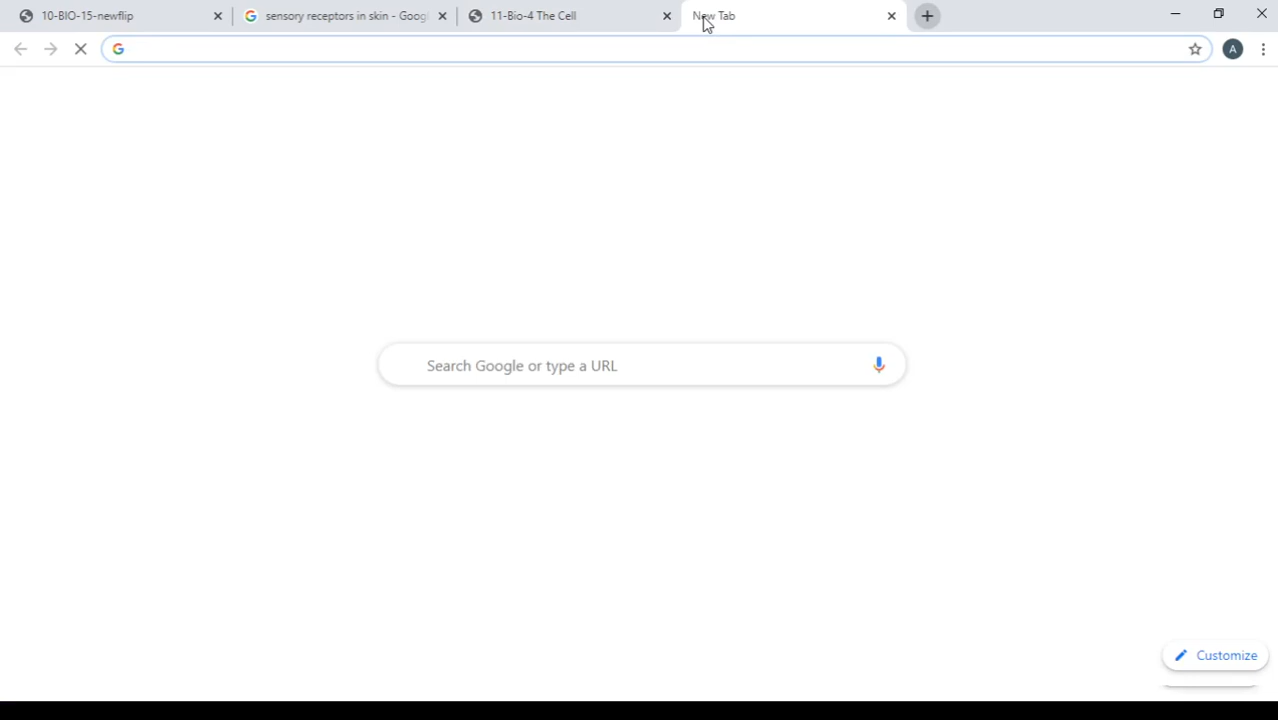 10-BIO-15-newflip
sensory receptors in skin - Goog
11-Bio-4 The Cell
New Tab
A
Search Google or type a URL
Customize